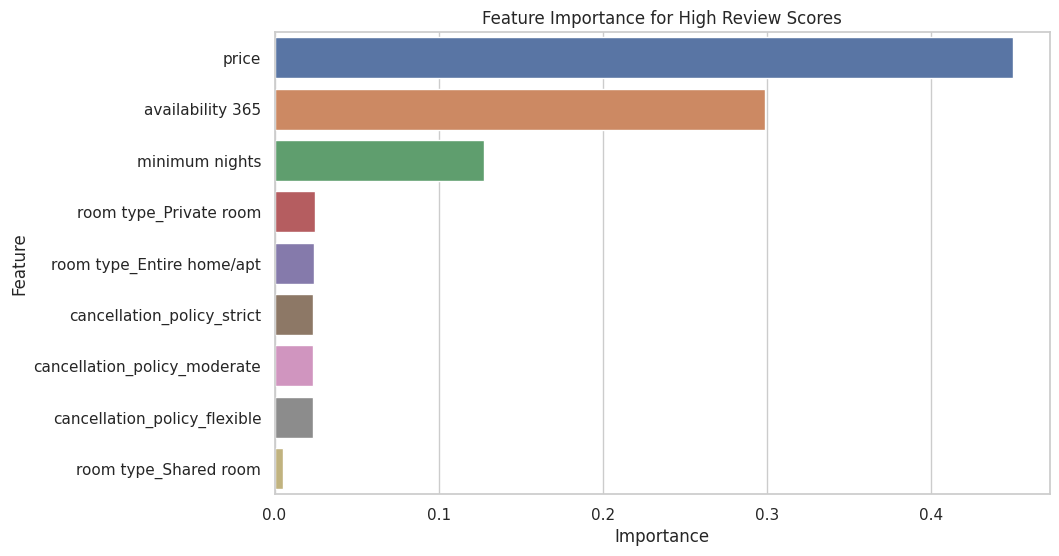 Feature Importance for High Review Scores
price
availability 365
minimum nights
room type_Private room
room type_Entire home/apt
cancellation_policy_strict
cancellation_policy_moderate
cancellation_policy_flexible
room type_Shared room
Feature
0.0 0.1 0.2 0.3 0.4
Importance